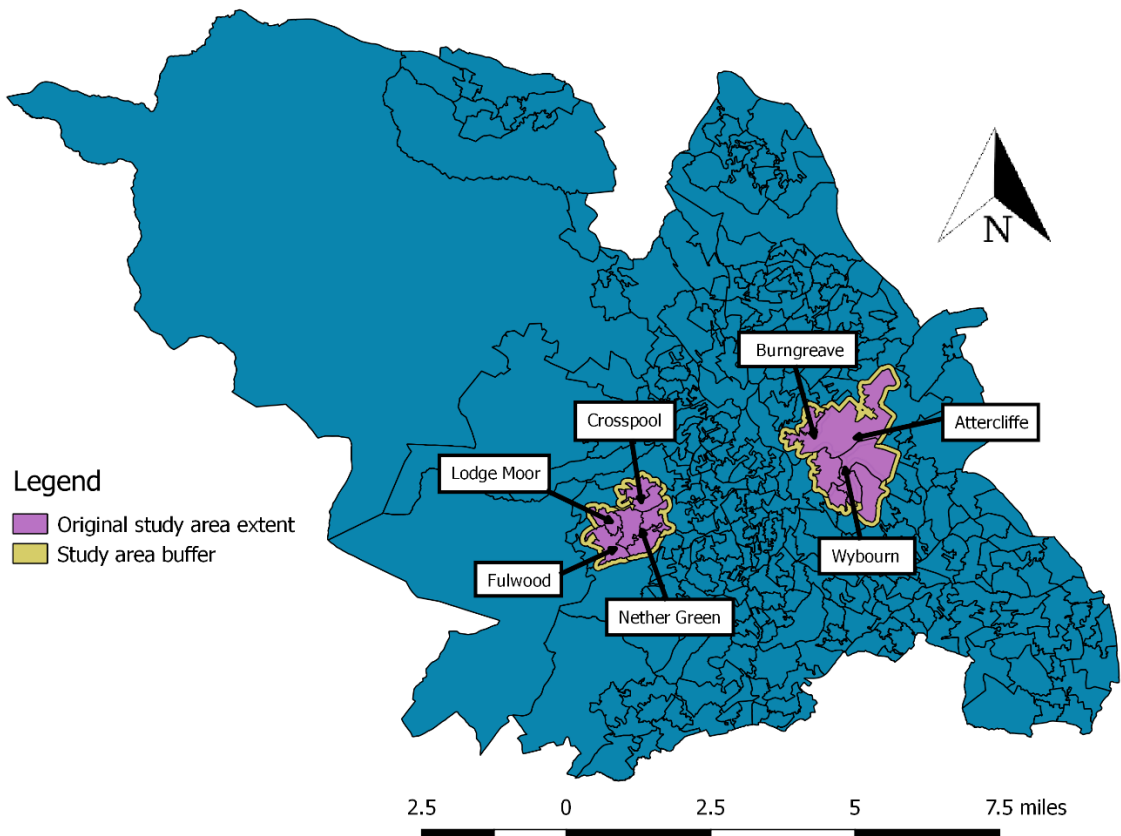 N
Burngreave
Crosspool
Attercliffe
Lodge Moor
Legend
Original study area extent
Study area buffer
Wybourn
Fulwood
Nether Green
2.5 0 2.5 5 7.5 miles